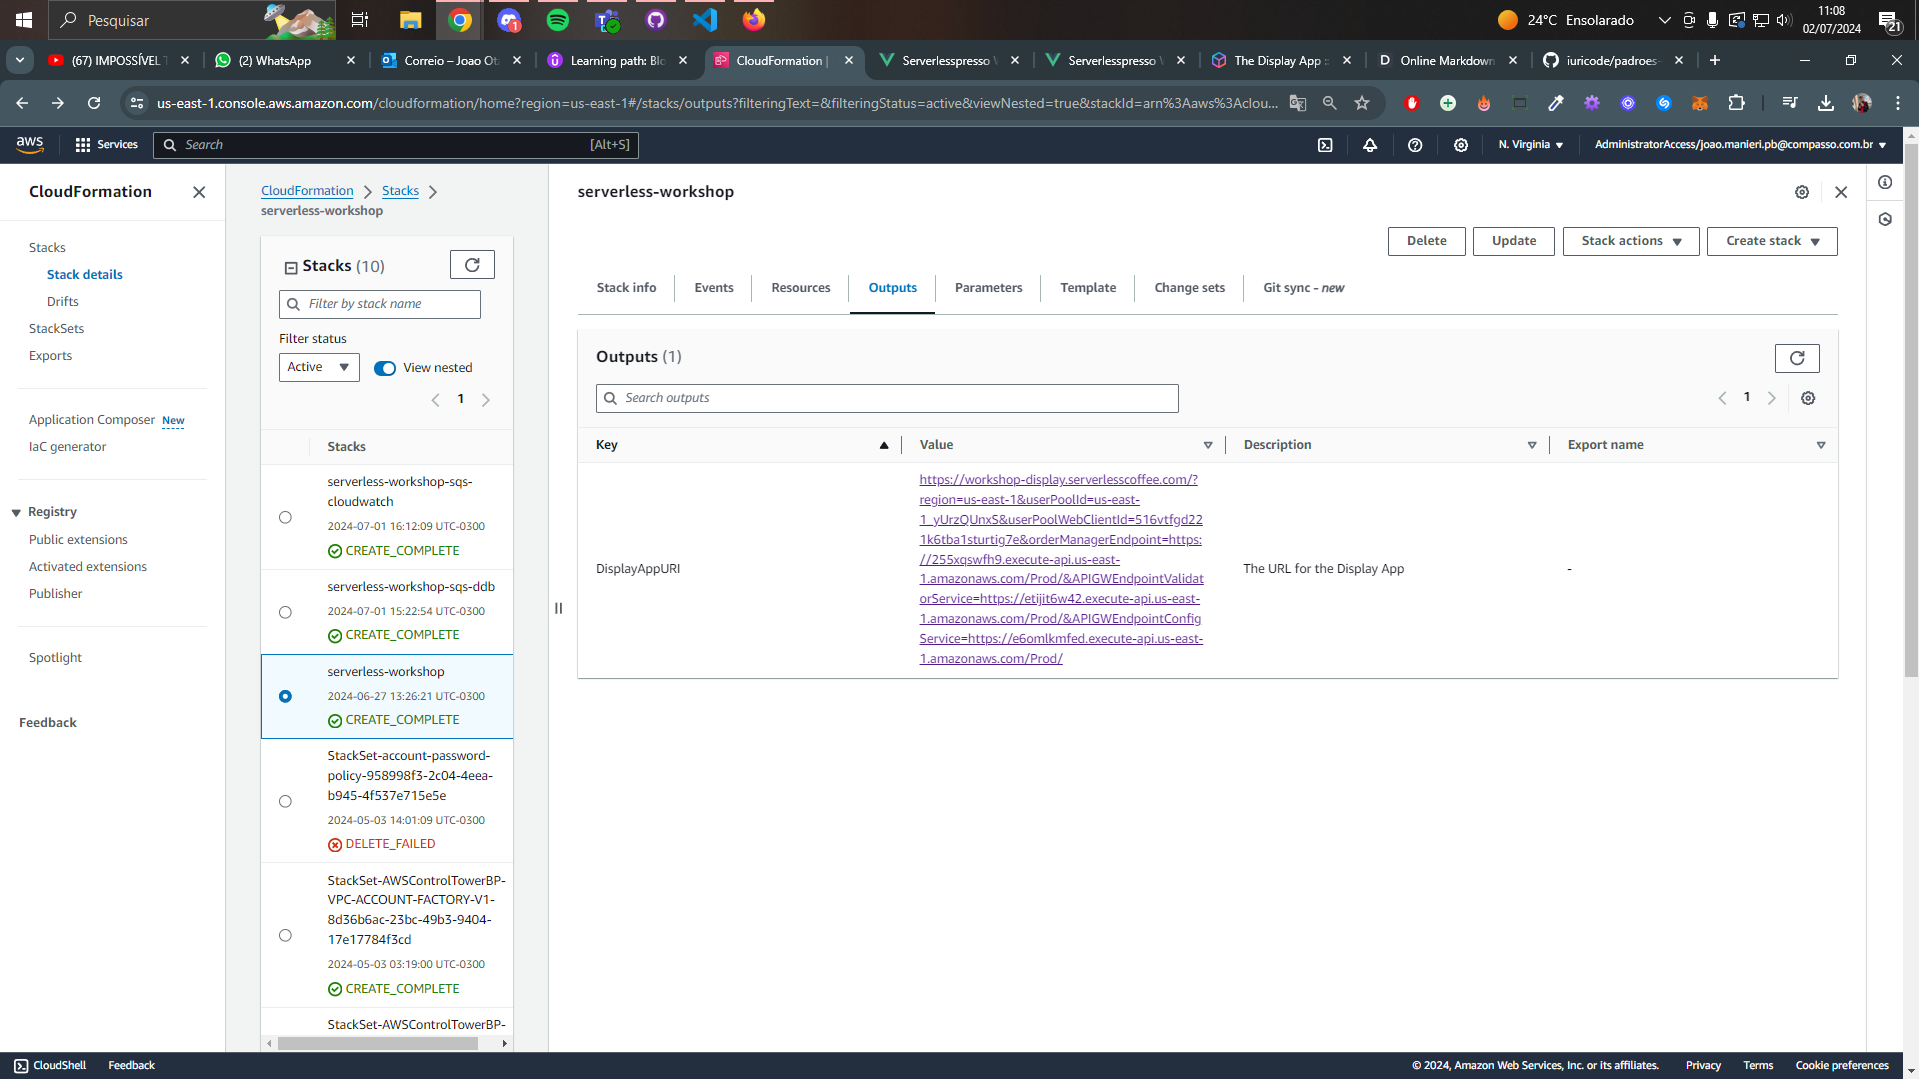 Pesquisar
24°C Ensolarado
11:08
02/07/2024
21
1
(67) IMPOSSÍVEL T
(2) WhatsApp
Correio – Joao Ota
Learning path: Blo
CloudFormation |
Serverlesspresso W
Serverlesspresso W
The Display App ::
Online Markdown
iuricode/padroes-
us-east-1.console.aws.amazon.com/cloudformation/home?region=us-east-1#/stacks/outputs?filteringText=&filteringStatus=active&viewNested=true&stackId=arn%3Aaws%3Aclou...
aws
Services
Search
[Alt+S]
N. Virginia
AdministratorAccess/joao.manieri.pb@compasso.com.br
CloudFormation
Stacks
Stack details
Drifts
StackSets
Exports
Application Composer New
IaC generator
Registry
Public extensions
Activated extensions
Publisher
Spotlight
Feedback
CloudFormation
Stacks
serverless-workshop
Stacks (10)
Filter by stack name
Filter status
Active
View nested
1
Stacks
serverless-workshop-sqs-
cloudwatch
2024-07-01 16:12:09 UTC-0300
CREATE_COMPLETE
serverless-workshop-sqs-ddb
2024-07-01 15:22:54 UTC-0300
CREATE_COMPLETE
serverless-workshop
2024-06-27 13:26:21 UTC-0300
CREATE_COMPLETE
StackSet-account-password-
policy-958998f3-2c04-4eea-
b945-4f537e715e5e
2024-05-03 14:01:09 UTC-0300
DELETE_FAILED
StackSet-AWSControlTowerBP-
VPC-ACCOUNT-FACTORY-V1-
8d36b6ac-23bc-49b3-9404-
17e17784f3cd
2024-05-03 03:19:00 UTC-0300
CREATE_COMPLETE
StackSet-AWSControlTowerBP-
serverless-workshop
Delete
Update
Stack actions
Create stack
Stack info
Events
Resources
Outputs
Parameters
Template
Change sets
Git sync - new
Outputs (1)
Search outputs
1
Key
Value
Description
Export name
DisplayAppURI
https://workshop-display.serverlesscoffee.com/?
region=us-east-1&userPoolId=us-east-
1_yUrzQUnxS&userPoolWebClientId=516vtfgd22
1k6tba1sturtig7e&orderManagerEndpoint=https:
//255xqswfh9.execute-api.us-east-
1.amazonaws.com/Prod/&APIGWEndpointValidat
orService=https://etijit6w42.execute-api.us-east-
1.amazonaws.com/Prod/&APIGWEndpointConfig
Service=https://e6omlkmfed.execute-api.us-east-
1.amazonaws.com/Prod/
The URL for the Display App
-
CloudShell
Feedback
© 2024, Amazon Web Services, Inc. or its affiliates.
Privacy
Terms
Cookie preferences